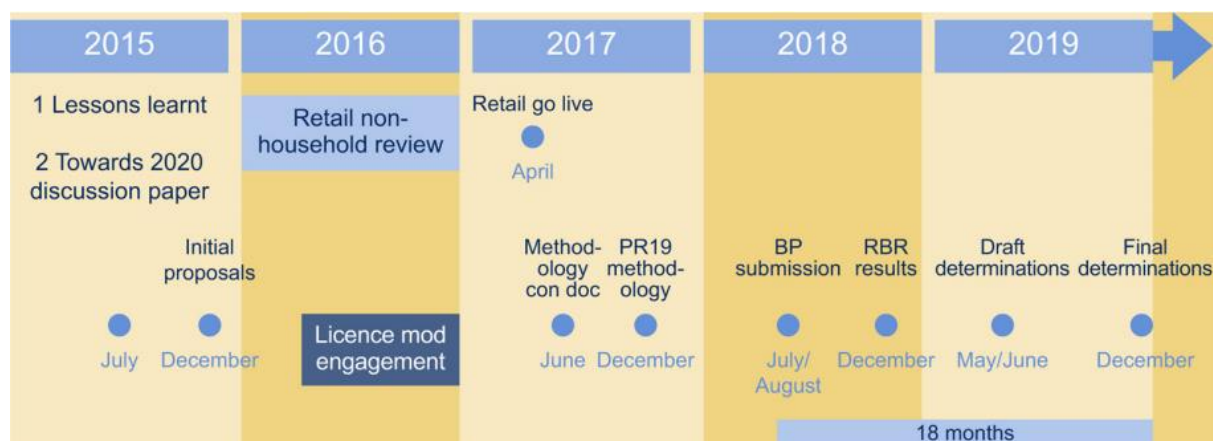 2015
2016
2017
2018
2019
1 Lessons learnt
2 Towards 2020
discussion paper
Retail non-
household review
Retail go live
April
Initial
proposals
July
December
Licence mod
engagement
Method-
ology
con doc
June
PR19
method-
ology
December
BP
submission
July/
August
RBR
results
December
Draft
determinations
May/June
Final
determinations
December
18 months